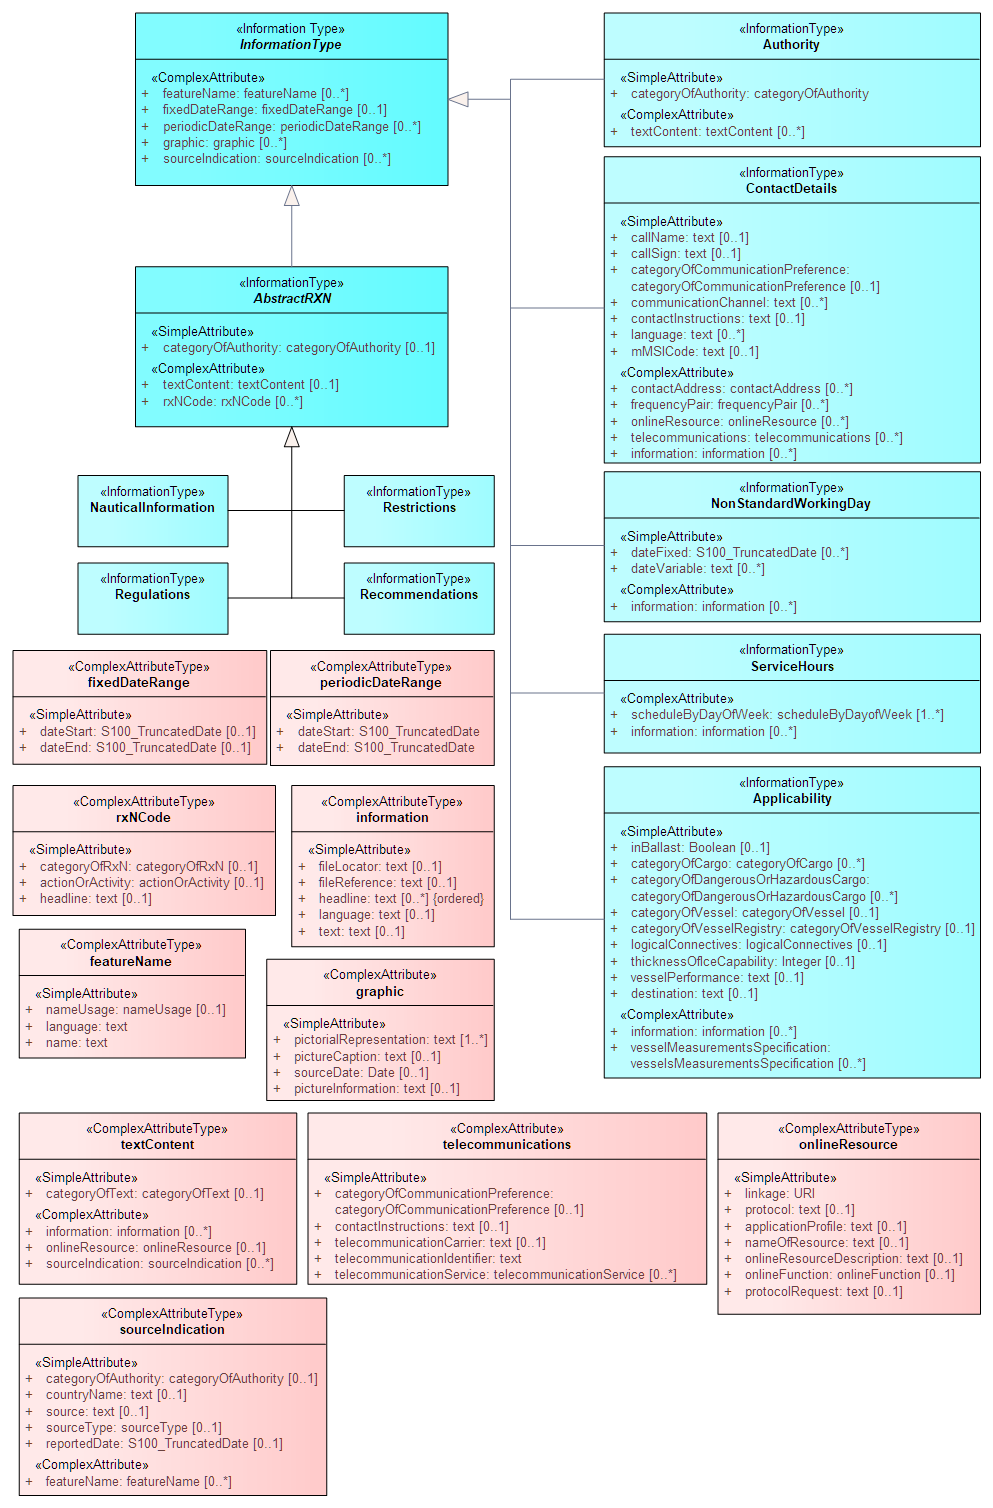 «Information Type»
InformationType
«ComplexAttribute»
+ featureName: featureName [0..*]
+ fixedDateRange: fixedDateRange [0..1]
+ periodicDateRange: periodicDateRange [0..*]
+ graphic: graphic [0..*]
+ sourceIndication: sourceIndication [0..*]
«InformationType»
Authority
«SimpleAttribute»
+ categoryOfAuthority: categoryOfAuthority
«ComplexAttribute»
+ textContent: textContent [0..*]
«InformationType»
ContactDetails
«SimpleAttribute»
+ callName: text [0..1]
+ callSign: text [0..1]
+ categoryOfCommunicationPreference:
categoryOfCommunicationPreference [0..1]
+ communicationChannel: text [0..*]
+ contactInstructions: text [0..1]
+ language: text [0..*]
+ mMSICode: text [0..1]
«ComplexAttribute»
+ contactAddress: contactAddress [0..*]
+ frequencyPair: frequencyPair [0..*]
+ onlineResource: onlineResource [0..*]
+ telecommunications: telecommunications [0..*]
+ information: information [0..*]
«InformationType»
AbstractRXN
«SimpleAttribute»
+ categoryOfAuthority: categoryOfAuthority [0..1]
«ComplexAttribute»
+ textContent: textContent [0..1]
+ rxNCode: rxNCode [0..*]
«InformationType»
NauticalInformation
«InformationType»
Restrictions
«InformationType»
Regulations
«InformationType»
Recommendations
«InformationType»
NonStandardWorkingDay
«SimpleAttribute»
+ dateFixed: S100_TruncatedDate [0..*]
+ dateVariable: text [0..*]
«ComplexAttribute»
+ information: information [0..*]
«InformationType»
ServiceHours
«ComplexAttribute»
+ scheduleByDayOfWeek: scheduleByDayofWeek [1..*]
+ information: information [0..*]
«InformationType»
Applicability
«SimpleAttribute»
+ inBallast: Boolean [0..1]
+ categoryOfCargo: categoryOfCargo [0..*]
+ categoryOfDangerousOrHazardousCargo:
categoryOfDangerousOrHazardousCargo [0..*]
+ categoryOfVessel: categoryOfVessel [0..1]
+ categoryOfVesselRegistry: categoryOfVesselRegistry [0..1]
+ logicalConnectives: logicalConnectives [0..1]
+ thicknessOfIceCapability: Integer [0..1]
+ vesselPerformance: text [0..1]
+ destination: text [0..1]
«ComplexAttribute»
+ information: information [0..*]
+ vesselMeasurementsSpecification:
vesselsMeasurementsSpecification [0..*]
«ComplexAttributeType»
fixedDateRange
«SimpleAttribute»
+ dateStart: S100_TruncatedDate [0..1]
+ dateEnd: S100_TruncatedDate [0..1]
«ComplexAttributeType»
periodicDateRange
«SimpleAttribute»
+ dateStart: S100_TruncatedDate
+ dateEnd: S100_TruncatedDate
«ComplexAttributeType»
rxNCode
«SimpleAttribute»
+ categoryOfRxN: categoryOfRxN [0..1]
+ actionOrActivity: actionOrActivity [0..1]
+ headline: text [0..1]
«ComplexAttributeType»
information
«SimpleAttribute»
+ fileLocator: text [0..1]
+ fileReference: text [0..1]
+ headline: text [0..*] {ordered}
+ language: text [0..1]
+ text: text [0..1]
«ComplexAttributeType»
featureName
«SimpleAttribute»
+ nameUsage: nameUsage [0..1]
+ language: text
+ name: text
«ComplexAttribute»
graphic
«SimpleAttribute»
+ pictorialRepresentation: text [1..*]
+ pictureCaption: text [0..1]
+ sourceDate: Date [0..1]
+ pictureInformation: text [0..1]
«ComplexAttributeType»
textContent
«SimpleAttribute»
+ categoryOfText: categoryOfText [0..1]
«ComplexAttribute»
+ information: information [0..*]
+ onlineResource: onlineResource [0..1]
+ sourceIndication: sourceIndication [0..*]
«ComplexAttribute»
telecommunications
«SimpleAttribute»
+ categoryOfCommunicationPreference:
categoryOfCommunicationPreference [0..1]
+ contactInstructions: text [0..1]
+ telecommunicationCarrier: text [0..1]
+ telecommunicationIdentifier: text
+ telecommunicationService: telecommunicationService [0..*]
«ComplexAttributeType»
onlineResource
«SimpleAttribute»
+ linkage: URI
+ protocol: text [0..1]
+ applicationProfile: text [0..1]
+ nameOfResource: text [0..1]
+ onlineResourceDescription: text [0..1]
+ onlineFunction: onlineFunction [0..1]
+ protocolRequest: text [0..1]
«ComplexAttributeType»
sourceIndication
«SimpleAttribute»
+ categoryOfAuthority: categoryOfAuthority [0..1]
+ countryName: text [0..1]
+ source: text [0..1]
+ sourceType: sourceType [0..1]
+ reportedDate: S100_TruncatedDate [0..1]
«ComplexAttribute»
+ featureName: featureName [0..*]